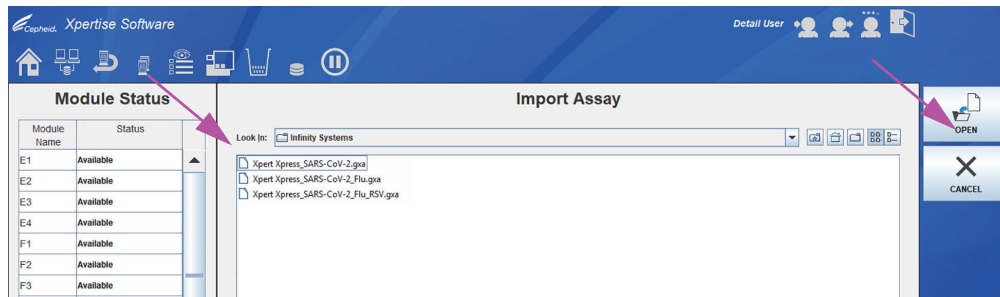 Cepheid. Xpertise Software
Detail User
Module Status
Import Assay
Module Name
Status
Look In:
Infinity Systems
OPEN
E1 Available
Xpert Xpress_SARS-CoV-2.gxa
E2 Available
Xpert Xpress_SARS-CoV-2_Flu.gxa
E3 Available
Xpert Xpress_SARS-CoV-2_Flu_RSV.gxa
CANCEL
E4 Available
F1 Available
F2 Available
F3 Available